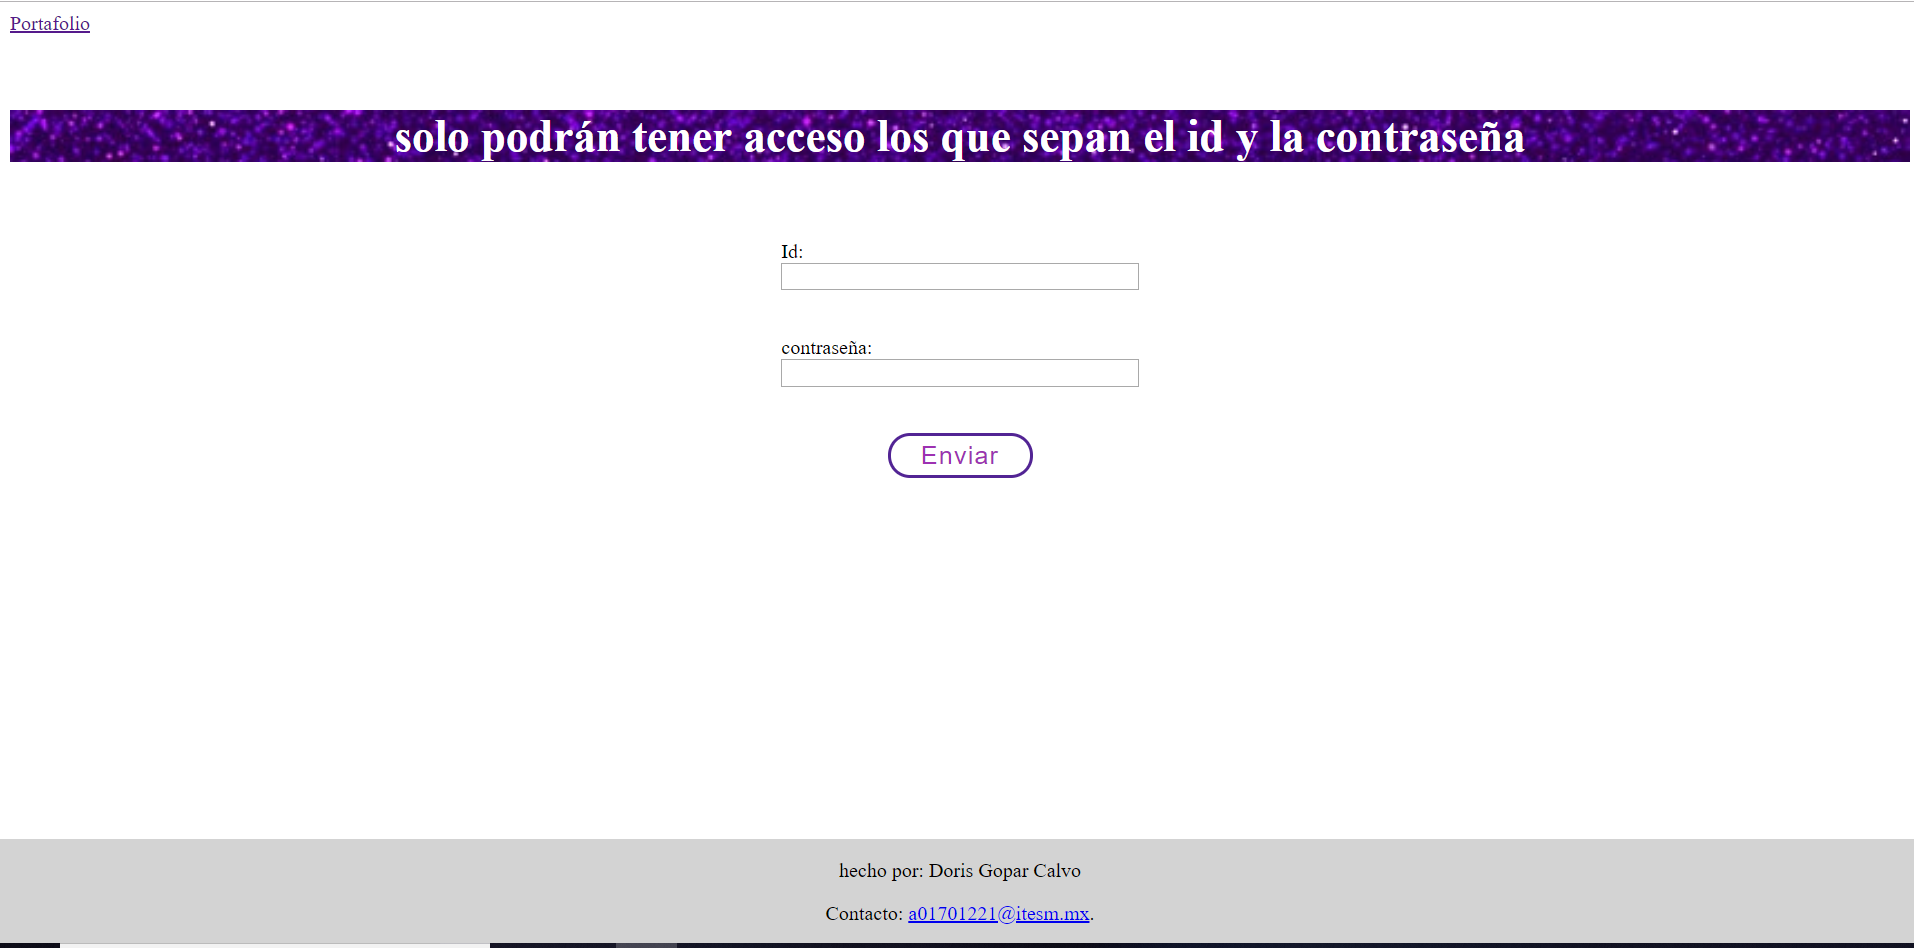 Portafolio
solo podrán tener acceso los que sepan el id y la contraseña
Id:
contraseña:
Enviar
hecho por: Doris Gopar Calvo
Contacto: a01701221@itesm.mx.